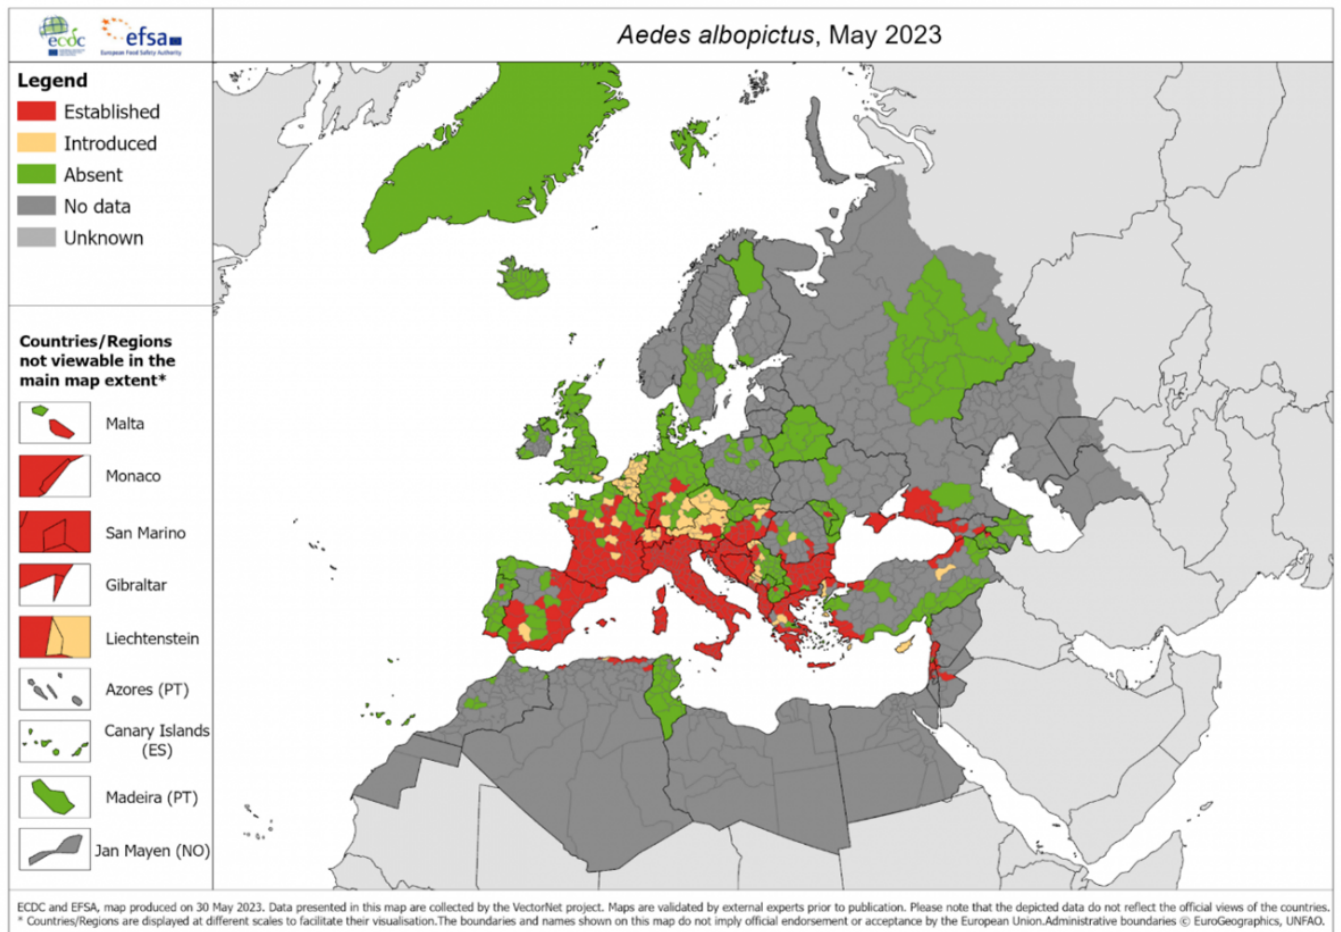 ecdc
efsa
European Food Safety Authority
Aedes albopictus, May 2023
Legend
Established
Introduced
Absent
No data
Unknown
Countries/Regions
not viewable in the
main map extent*
Malta
Monaco
San Marino
Gibraltar
Liechtenstein
Azores (PT)
Canary Islands
(ES)
Madeira (PT)
Jan Mayen (NO)
ECDC and EFSA, map produced on 30 May 2023. Data presented in this map are collected by the VectorNet project. Maps are validated by external experts prior to publication. Please note that the depicted data do not reflect the official views of the countries.
* Countries/Regions are displayed at different scales to facilitate their visualisation.The boundaries and names shown on this map do not imply official endorsement or acceptance by the European Union.Administrative boundaries © EuroGeographics, UNFAO.